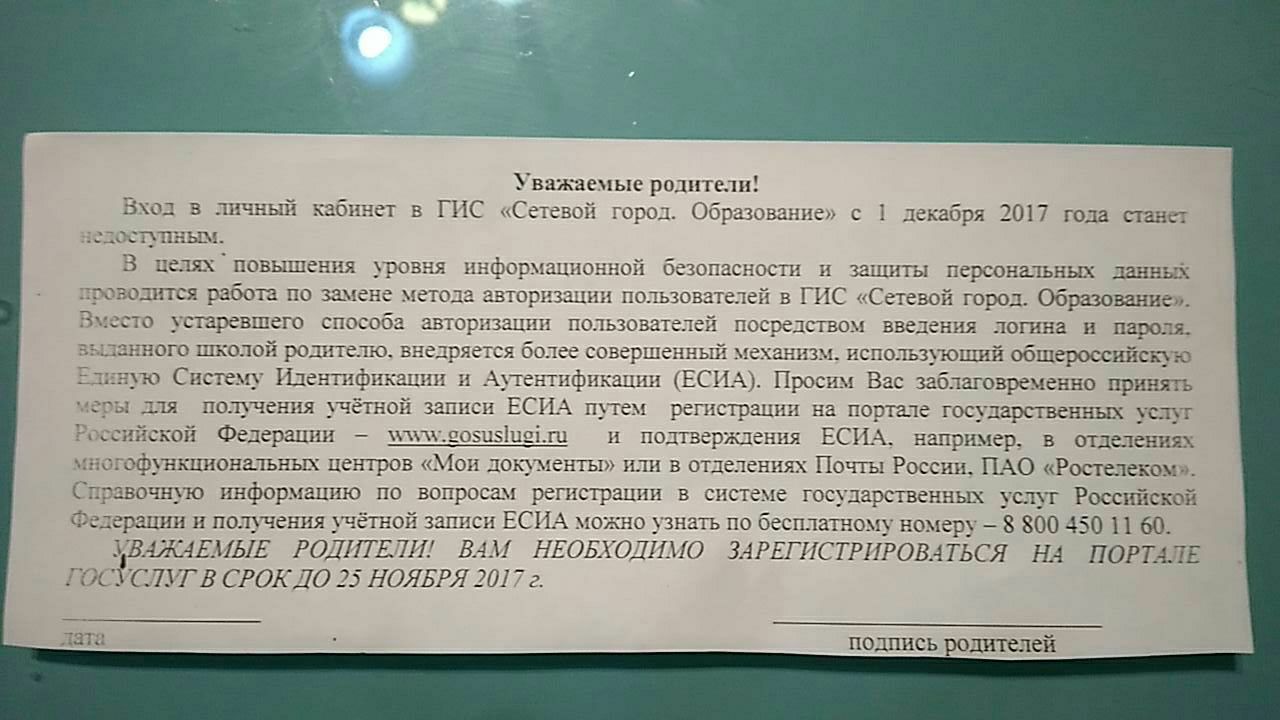 Уважаемые родители!
Вход в личный кабинет в ГИС «Сетевой город. Образование» с 1 декабря 2017 года станет
недоступным.
В целях повышения уровня информационной безопасности и защиты персональных данных
проводится работа по замене метода авторизации пользователей в ГИС «Сетевой город. Образование».
Вместо устаревшего способа авторизации пользователей посредством введения логина и пароля,
выданного школой родителю, внедряется более совершенный механизм, использующий общероссийскую
Единую Систему Идентификации и Аутентификации (ЕСИА). Просим Вас заблаговременно принять
меры для получения учётной записи ЕСИА путем регистрации на портале государственных услуг
Российской Федерации – www.gosuslugi.ru и подтверждения ЕСИА, например, в отделениях
многофункциональных центров «Мои документы» или в отделениях Почты России, ПАО «Ростелеком».
Справочную информацию по вопросам регистрации в системе государственных услуг Российской
Федерации и получения учётной записи ЕСИА можно узнать по бесплатному номеру – 8 800 450 11 60.
УВАЖАЕМЫЕ РОДИТЕЛИ! ВАМ НЕОБХОДИМО ЗАРЕГИСТРИРОВАТЬСЯ НА ПОРТАЛЕ
ГОСУСЛУГ В СРОК ДО 25 НОЯБРЯ 2017 г.
дата подпись родителей